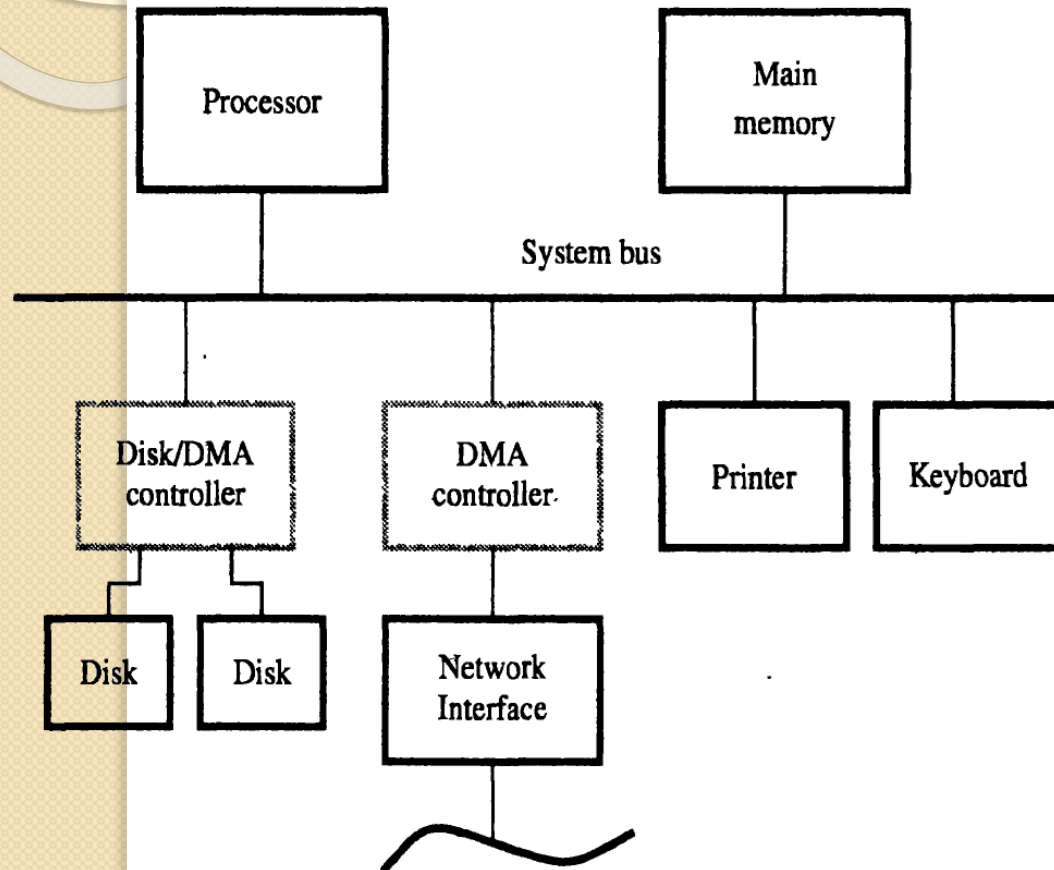 Processor
Main
memory
System bus
Disk/DMA
controller
DMA
controller
Printer
Keyboard
Disk
Disk
Network
Interface